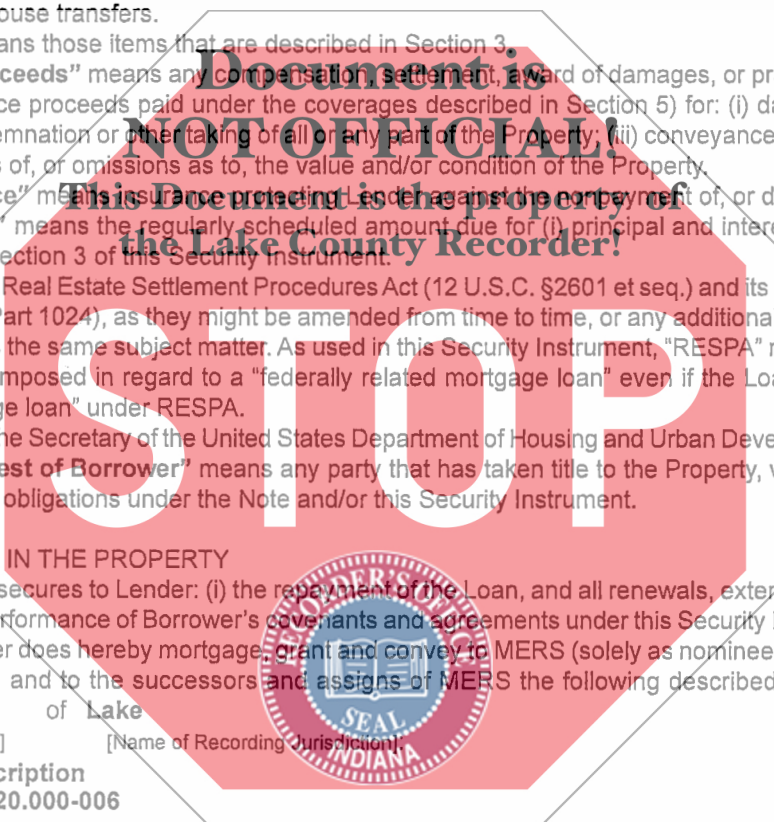 ouse transfers.
ans those items that are described in Section 3.
Document is
ceeds” means any compensation, settlement, award of damages, or pr
ce proceeds paid under the coverages described in Section 5) for: (i) da
NOT OFFICIAL!
emnation or other taking of all or any part of the Property; (iii) conveyance
s of, or omissions as to, the value and/or condition of the Property.
This Document is the property of
ce” means insurance protecting Lender against the nonpayment of, or d
” means the regularly scheduled amount due for (i) principal and intere
the Lake County Recorder!
ection 3 of this Security Instrument.
Real Estate Settlement Procedures Act (12 U.S.C. §2601 et seq.) and its
Part 1024), as they might be amended from time to time, or any additiona
s the same subject matter. As used in this Security Instrument, “RESPA” r
mposed in regard to a “federally related mortgage loan” even if the Loa
ge loan” under RESPA.
STOP
he Secretary of the United States Department of Housing and Urban Deve
est of Borrower” means any party that has taken title to the Property, v
obligations under the Note and/or this Security Instrument.
IN THE PROPERTY
secures to Lender: (i) the repayment of the Loan, and all renewals, exten
rformance of Borrower’s covenants and agreements under this Security
er does hereby mortgage, grant and convey to MERS (solely as nominee
and to the successors and assigns of MERS the following described
of Lake
] [Name of Recording Jurisdiction]:
RECORDER'S OFFICE
SEAL
INDIANA
cription
20.000-006